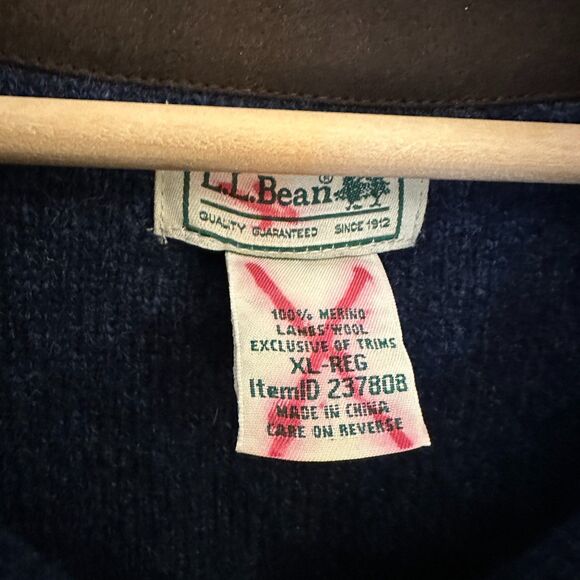 L.L.Bean®
QUALITY GUARANTEED SINCE 1912
100% MERINO
LAMBS' WOOL
EXCLUSIVE OF TRIMS
XL-REG
ItemID 237808
MADE IN CHINA
CARE ON REVERSE